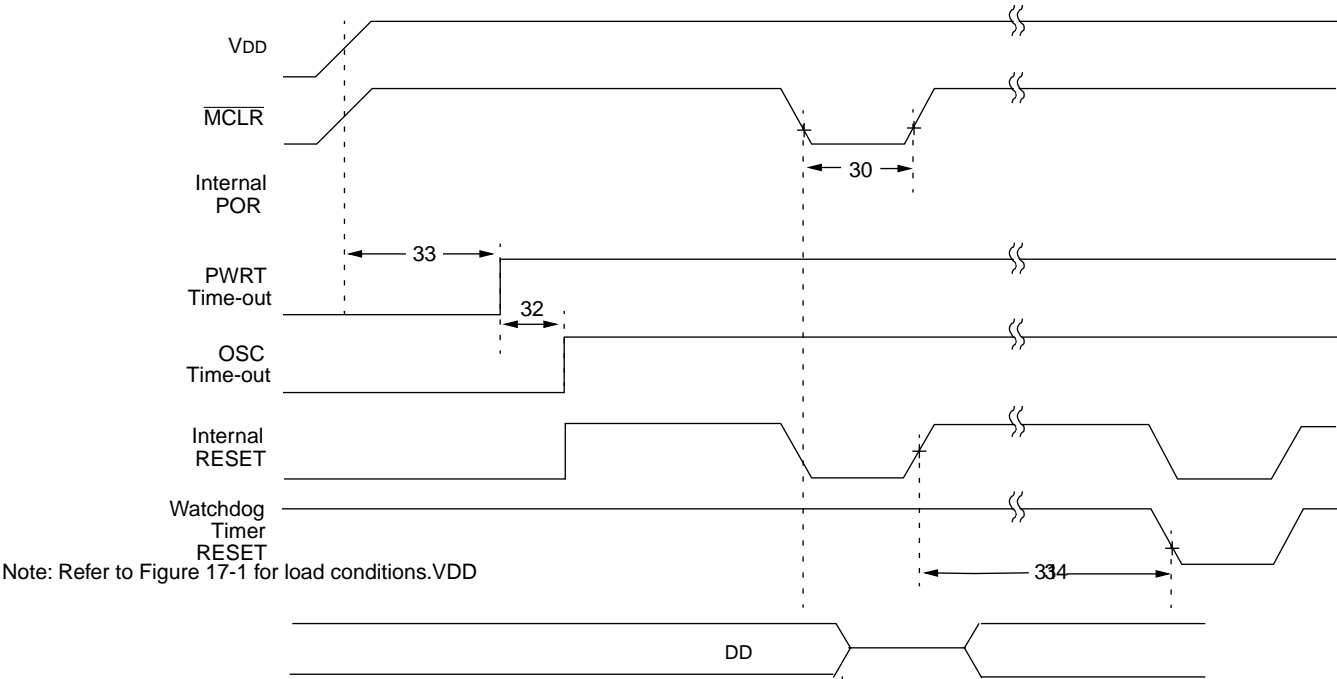 VDD
MCLR
Internal
POR
33
30
PWRT
Time-out
32
OSC
Time-out
Internal
RESET
Watchdog
Timer
RESET
Note: Refer to Figure 17-1 for load conditions.VDD
DD